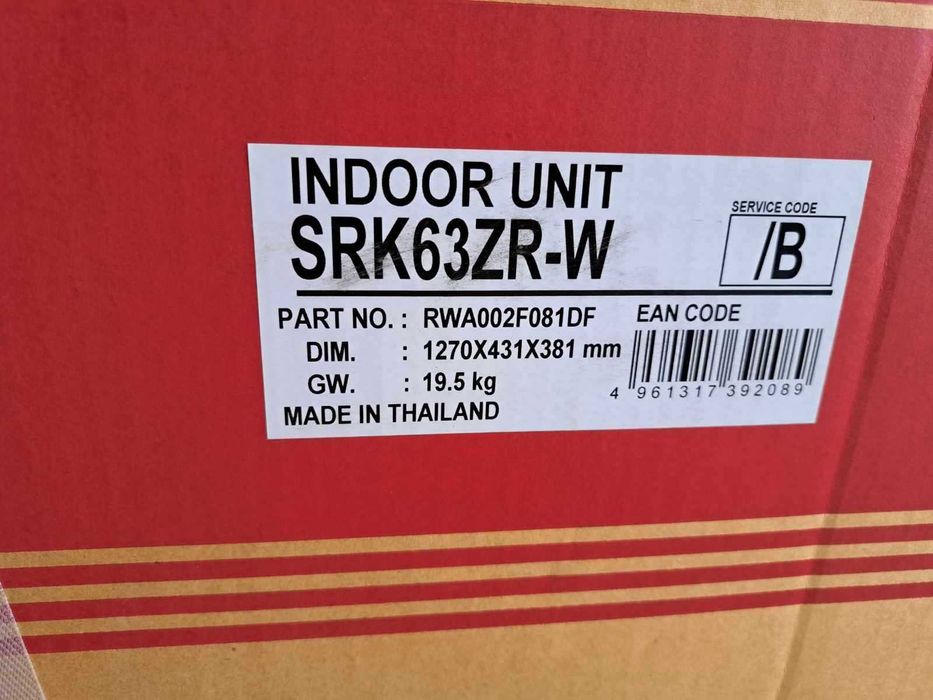 INDOOR UNIT
SRK63ZR-W
SERVICE CODE
/B
PART NO. : RWA002F081DF
DIM. : 1270X431X381 mm
GW. : 19.5 kg
MADE IN THAILAND
EAN CODE
4 961317 392089